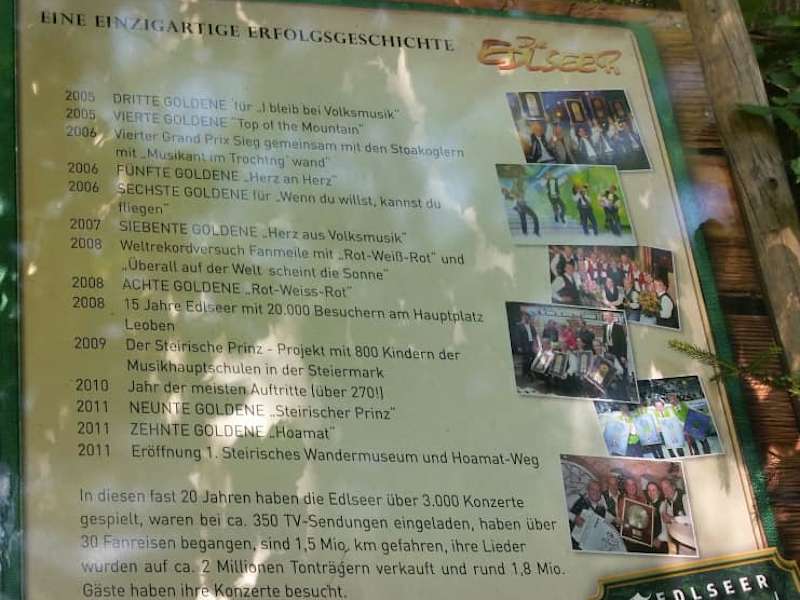 EINE EINZIGARTIGE ERFOLGSGESCHICHTE
Die
EDLSEER
2005 DRITTE GOLDENE für „I bleib bei Volksmusik“
2005 VIERTE GOLDENE “Top of the Mountain”
2006 Vierter Grand Prix Sieg gemeinsam mit den Stoakoglern
mit „Musikant im Trochtng`wand“
2006 FÜNFTE GOLDENE „Herz an Herz“
2006 SECHSTE GOLDENE für „Wenn du willst, kannst du
fliegen“
2007 SIEBENTE GOLDENE „Herz aus Volksmusik“
2008 Weltrekordversuch Fanmeile mit „Rot-Weiß-Rot“ und
„Überall auf der Welt scheint die Sonne“
2008 ACHTE GOLDENE „Rot-Weiss-Rot“
2008 15 Jahre Edlseer mit 20.000 Besuchern am Hauptplatz
Leoben
2009 Der Steirische Prinz - Projekt mit 800 Kindern der
Musikhauptschulen in der Steiermark
2010 Jahr der meisten Auftritte (über 270!)
2011 NEUNTE GOLDENE „Steirischer Prinz“
2011 ZEHNTE GOLDENE „Hoamat“
2011 Eröffnung 1. Steirisches Wandermuseum und Hoamat-Weg
In diesen fast 20 Jahren haben die Edlseer über 3.000 Konzerte
gespielt, waren bei ca. 350 TV-Sendungen eingeladen, haben über
30 Fanreisen begangen, sind 1,5 Mio. km gefahren, ihre Lieder
wurden auf ca. 2 Millionen Tonträgern verkauft und rund 1,8 Mio.
Gäste haben ihre Konzerte besucht.
EDLSEER